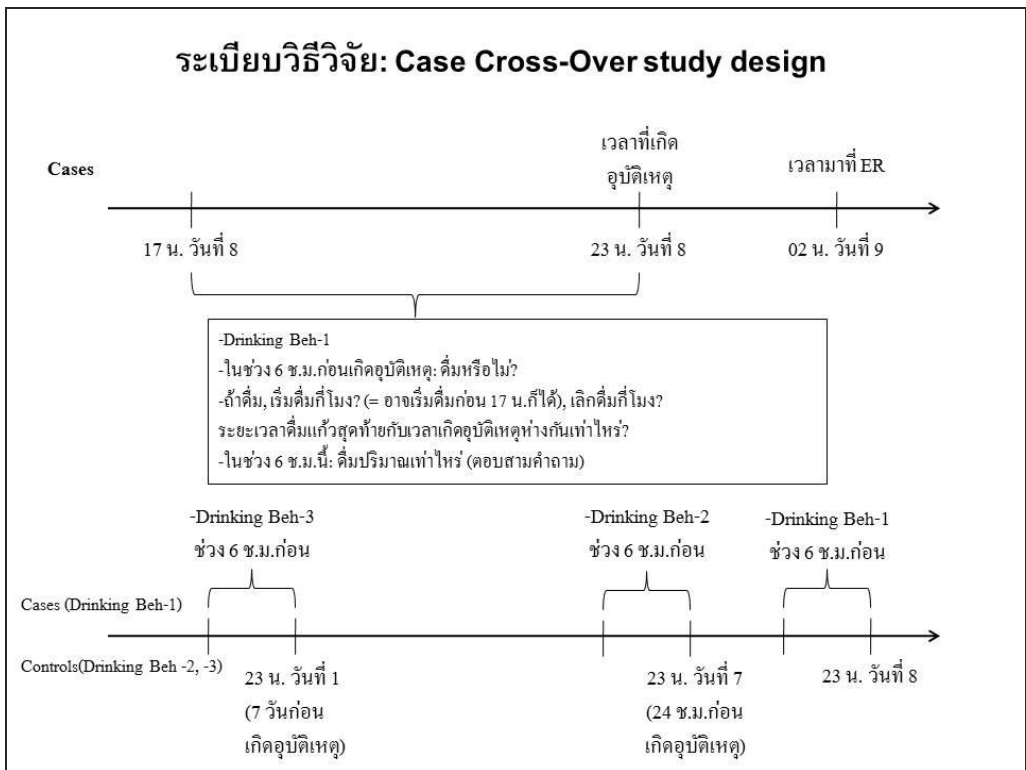 ระเบียบวิธีวิจัย: Case Cross-Over study design
เวลาที่เกิด
อุบัติเหตุ
เวลามาที่ ER
Cases
17 น. วันที่ 8
23 น. วันที่ 8
02 น. วันที่ 9
-Drinking Beh-1
-ในช่วง 6 ช.ม.ก่อนเกิดอุบัติเหตุ: ดื่มหรือไม่?
-ถ้าดื่ม, เริ่มดื่มกี่โมง? (= อาจเริ่มดื่มก่อน 17 น.ก็ได้), เลิกดื่มกี่โมง?
ระยะเวลาดื่มแก้วสุดท้ายกับเวลาเกิดอุบัติเหตุห่างกันเท่าไหร่?
-ในช่วง 6 ช.ม.นี้: ดื่มปริมาณเท่าไหร่ (ตอบสามคำถาม)
-Drinking Beh-3
ช่วง 6 ช.ม.ก่อน
-Drinking Beh-2
ช่วง 6 ช.ม.ก่อน
-Drinking Beh-1
ช่วง 6 ช.ม.ก่อน
Cases (Drinking Beh-1)
Controls(Drinking Beh -2, -3)
23 น. วันที่ 1
(7 วันก่อน
เกิดอุบัติเหตุ)
23 น. วันที่ 7
(24 ช.ม.ก่อน
เกิดอุบัติเหตุ)
23 น. วันที่ 8